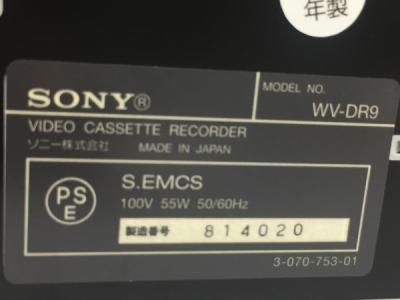 年製
SONY®
MODEL NO.
WV-DR9
VIDEO CASSETTE RECORDER
ソニー株式会社 MADE IN JAPAN
PS
E
S.EMCS
100V 55W 50/60Hz
製造番号 814020
3-070-753-01